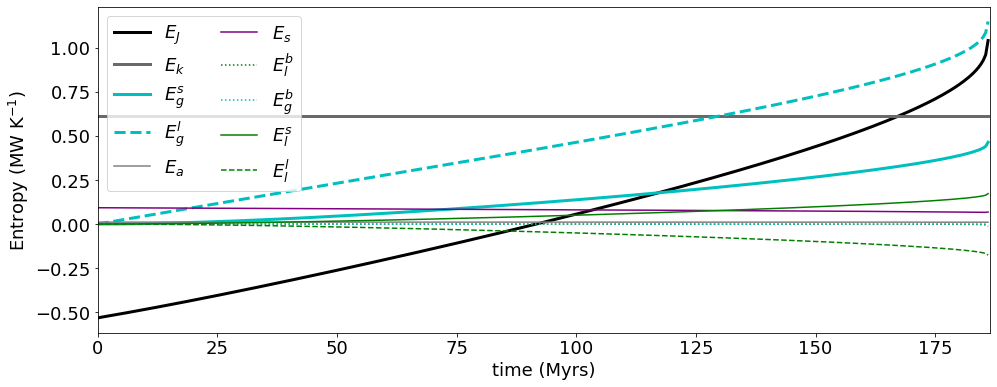 E_J
E_k
E_g^s
E_g^l
E_a
E_s
E_l^b
E_g^b
E_l^s
E_l^l
Entropy (MW K⁻¹)
1.00
0.75
0.50
0.25
0.00
−0.25
−0.50
0 25 50 75 100 125 150 175
time (Myrs)